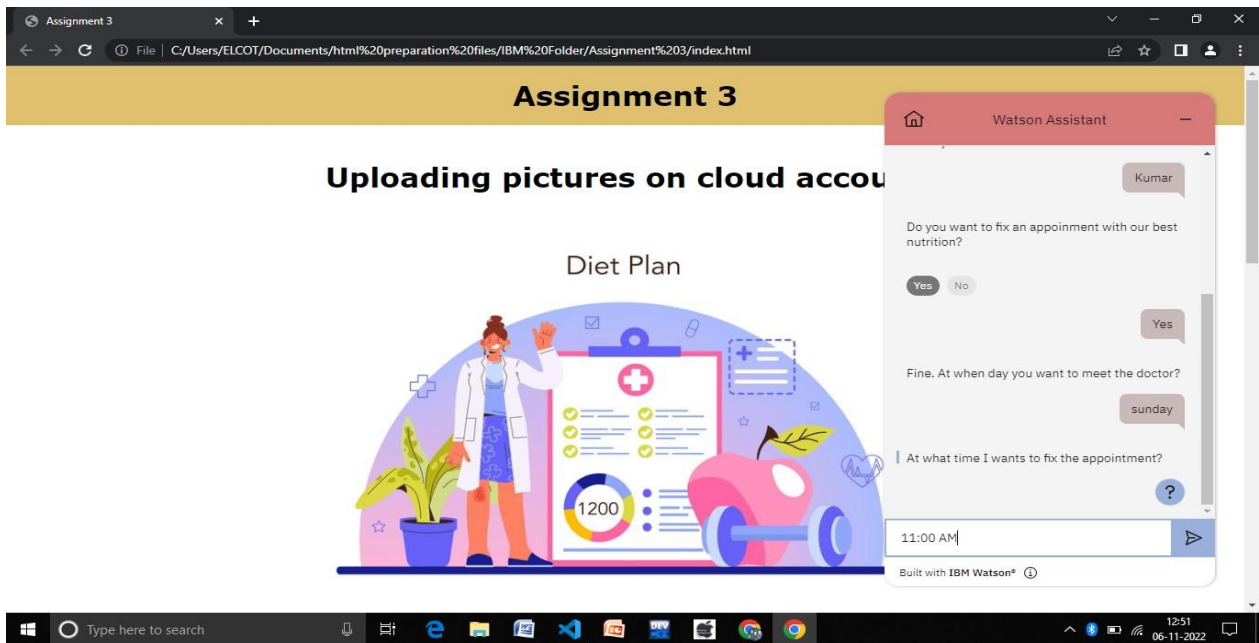 Assignment 3
File | C:/Users/ELCOT/Documents/html%20preparation%20files/IBM%20Folder/Assignment%203/index.html
Assignment 3
Uploading pictures on cloud accou
Diet Plan
1200
Watson Assistant
Kumar
Do you want to fix an appoinment with our best
nutrition?
Yes No
Yes
Fine. At when day you want to meet the doctor?
sunday
At what time I wants to fix the appointment?
?
11:00 AM
Built with IBM Watson®
Type here to search
DEV
12:51
06-11-2022